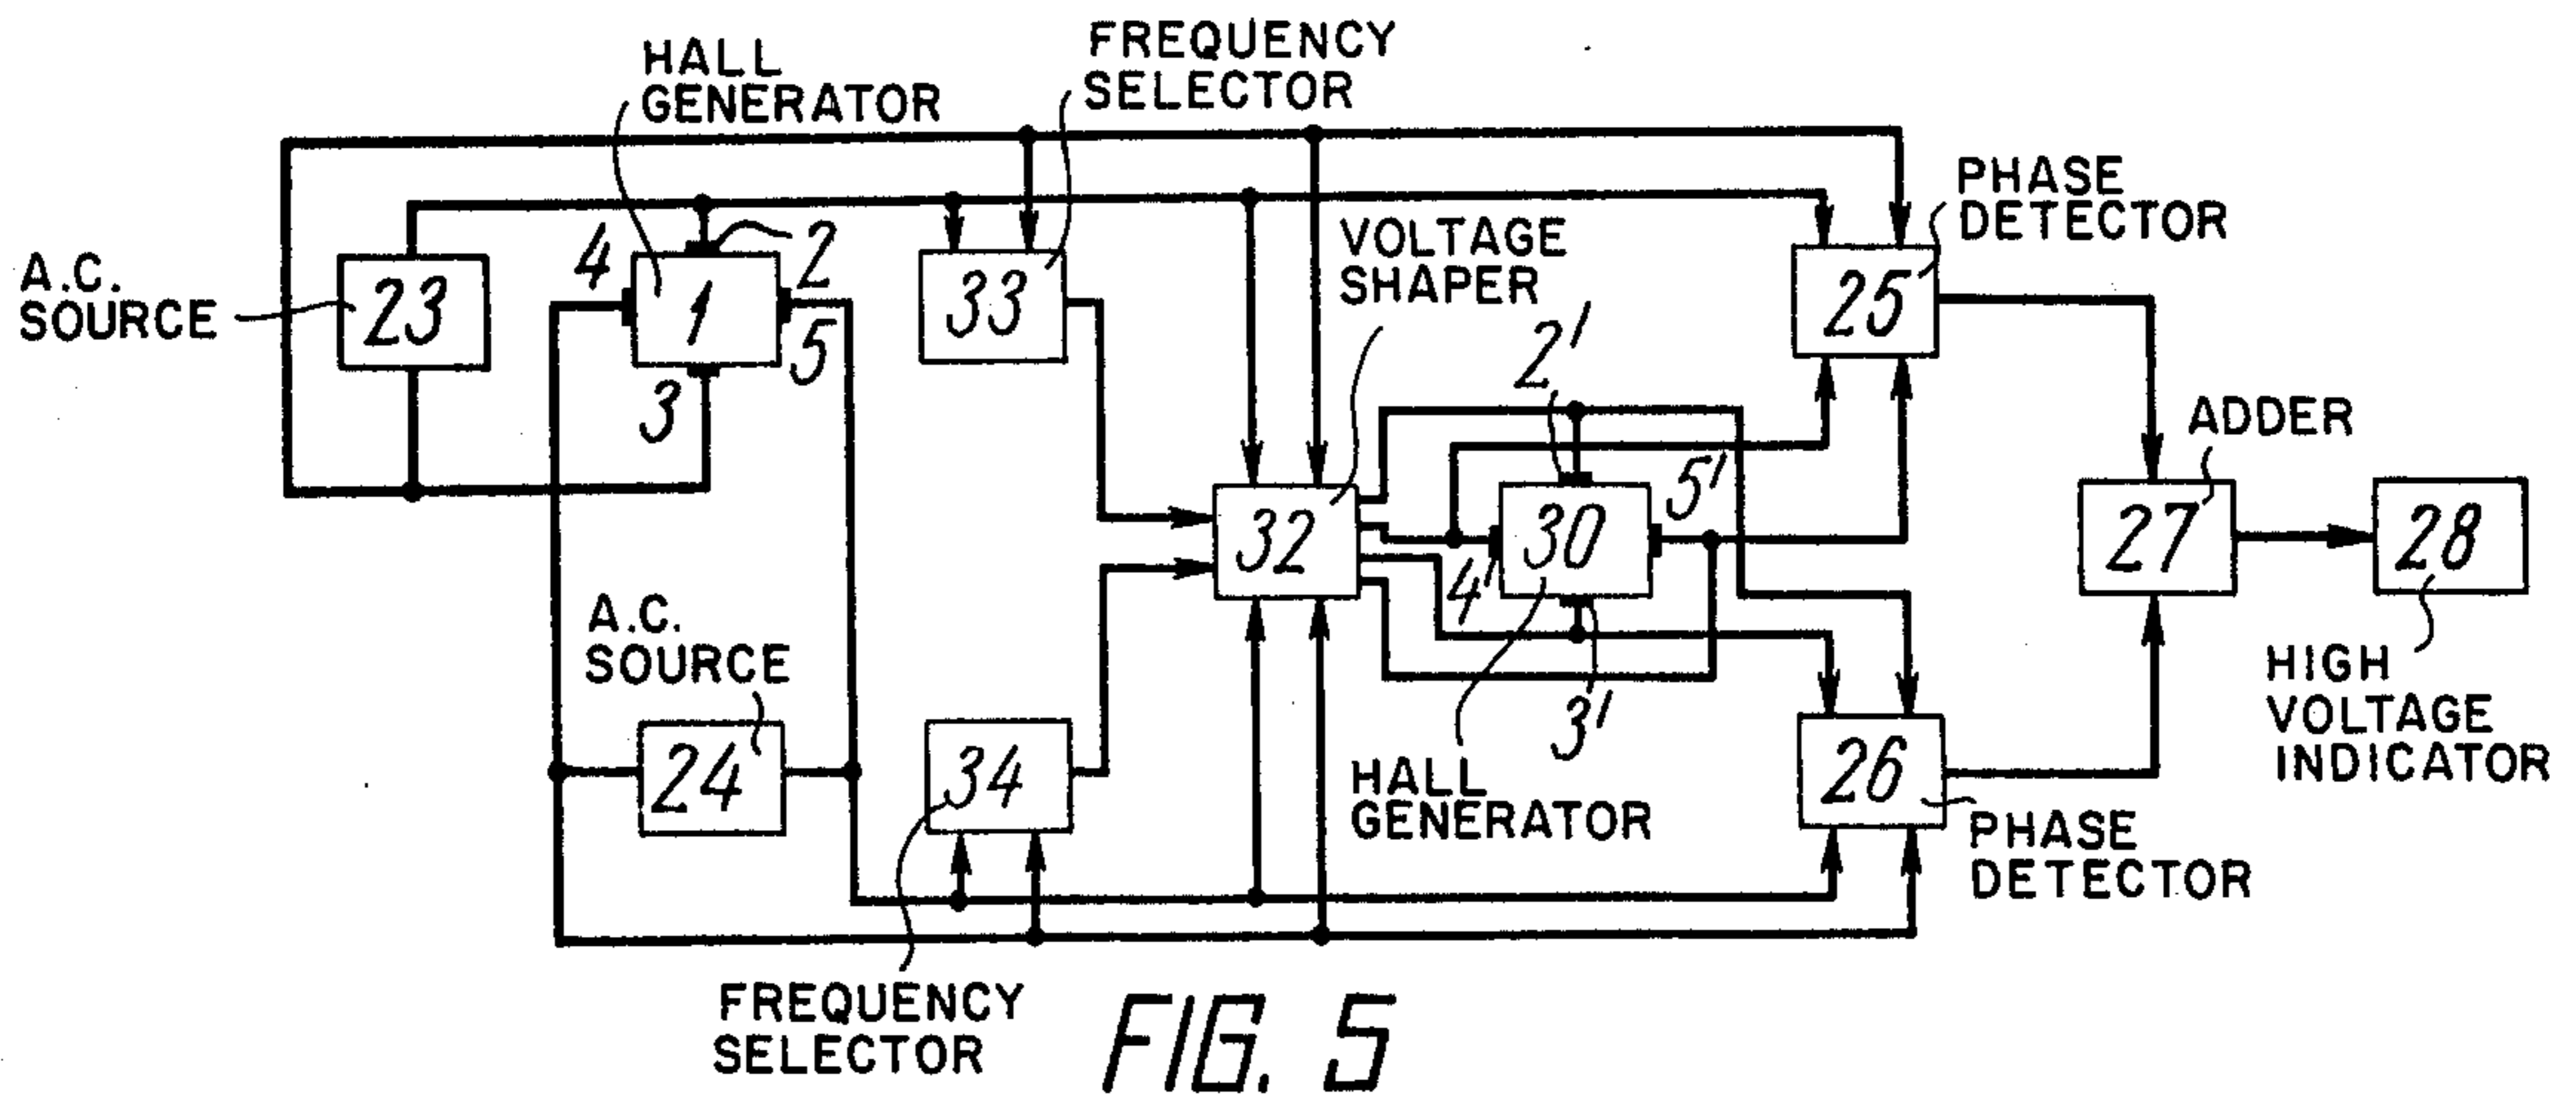 HALL
GENERATOR
FREQUENCY
SELECTOR
PHASE
DETECTOR
A.C.
SOURCE
23
4
1
2
5
3
33
VOLTAGE
SHAPER
25
2'
ADDER
32
4'
30
5'
27
28
3'
A.C.
SOURCE
24
34
HALL
GENERATOR
26
HIGH
VOLTAGE
INDICATOR
PHASE
DETECTOR
FREQUENCY
SELECTOR
FIG. 5